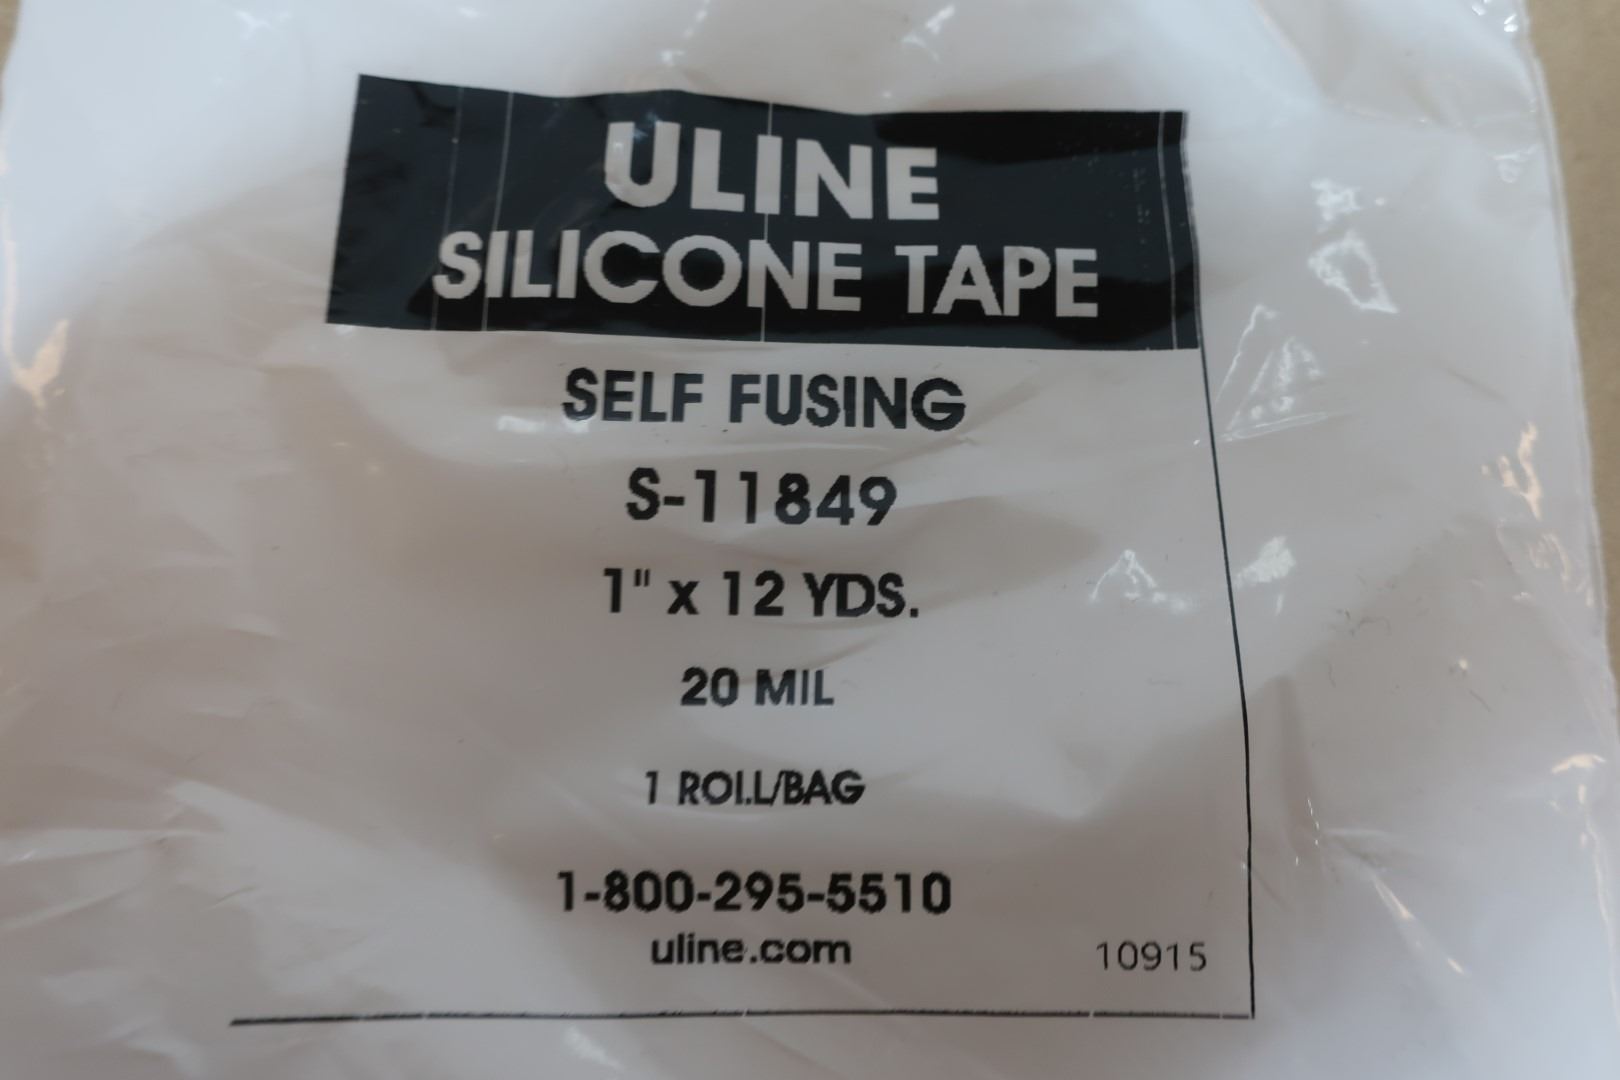 ULINE
SILICONE TAPE
SELF FUSING
S-11849
1" x 12 YDS.
20 MIL
1 ROLL/BAG
1-800-295-5510
uline.com
10915